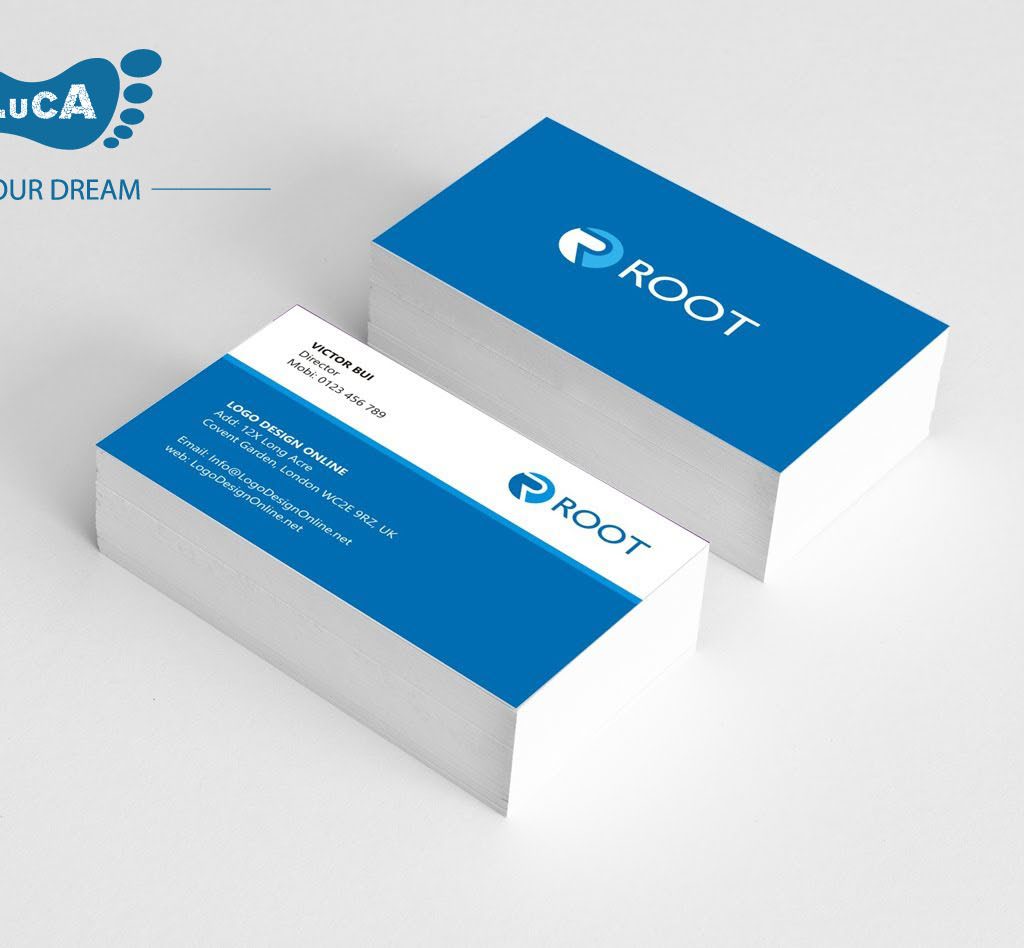 LUCA
OUR DREAM
ROOT
VICTOR BUI
Director
Mobi: 0123 456 789
LOGO DESIGN ONLINE
Add: 12X Long Acre
Covent Garden, London WC2E 9RZ, UK
Email: Info@LogoDesignOnline.net
web: LogoDesignOnline.net
ROOT